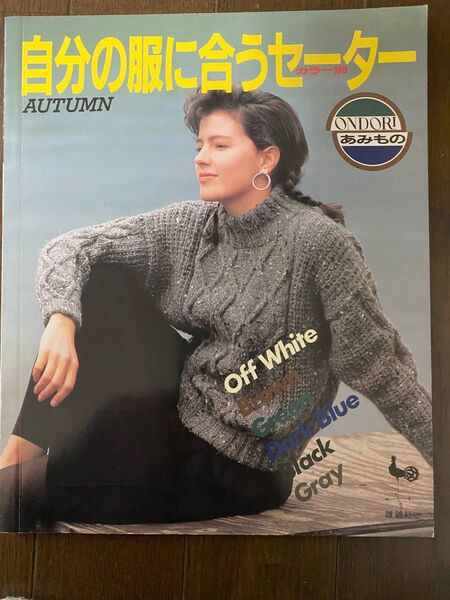 自分の服に合うセーター
カラー別
AUTUMN
ONDORI
あみもの
Off White
Brown
Green
Dark Blue
Black
Gray
雄鶏社